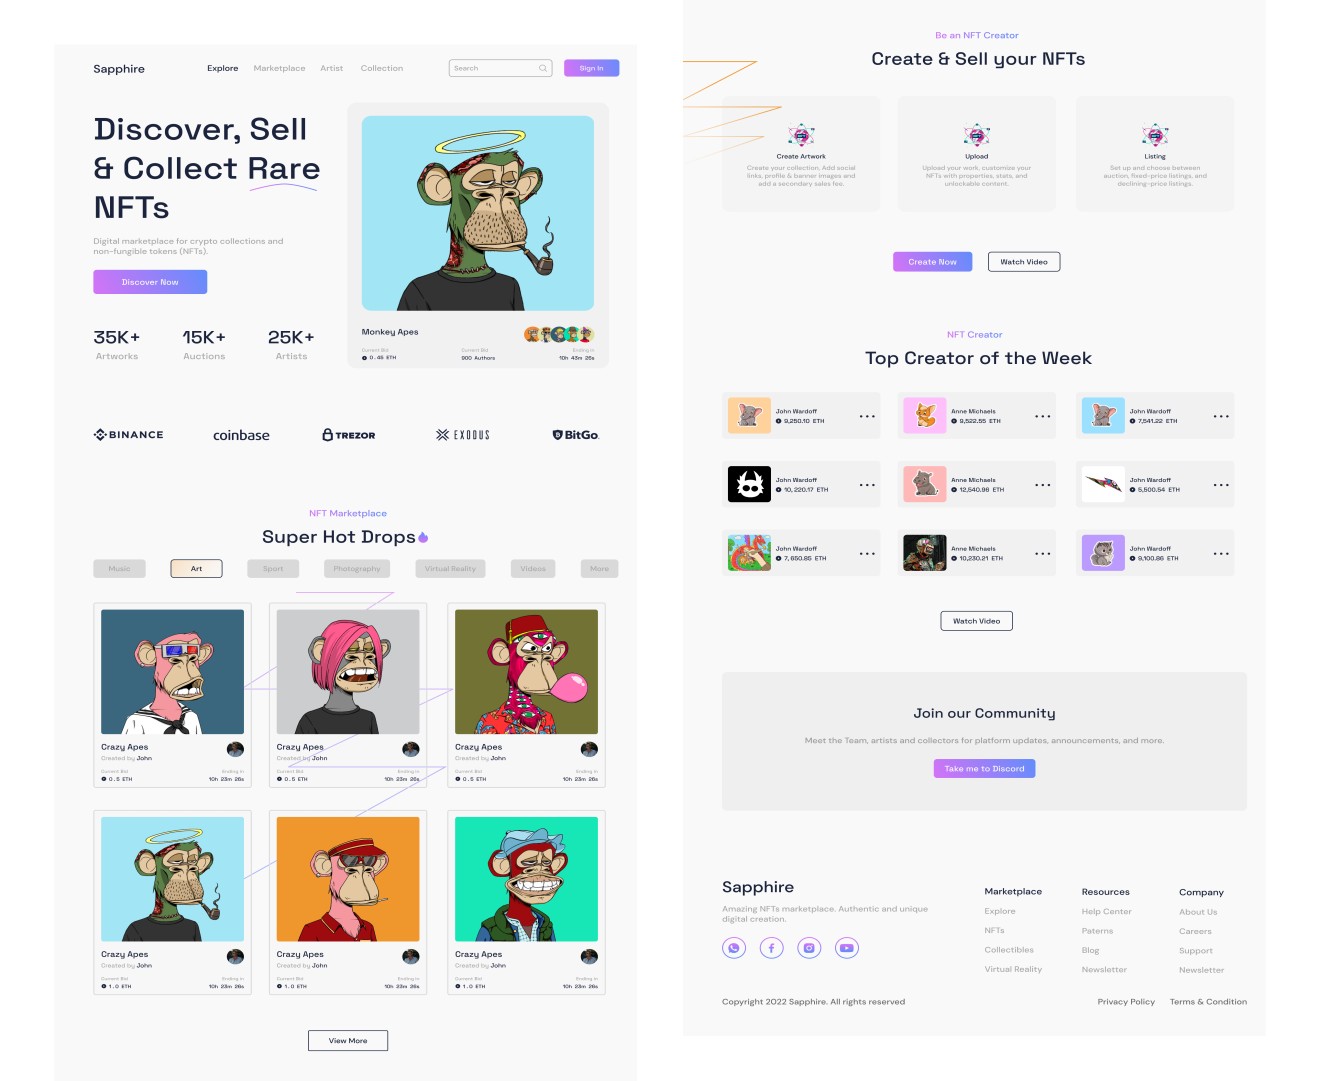 Sapphire
Explore Marketplace Artist Collection
Search
Sign In
Discover, Sell
& Collect Rare
NFTs
Digital marketplace for crypto collections and
non-fungible tokens (NFTs).
Discover Now
35K+ 15K+ 25K+
Artworks Auctions Artists
Monkey Apes
Current Bid Current Bid Ending In
0.45 ETH 900 Authors 10h 43m 25s
BINANCE coinbase TREZOR EXODUS BitGo
NFT Marketplace
Super Hot Drops
Music Art Sport Photography Virtual Reality Videos More
Crazy Apes
Created by John
Current Bid Ending In
0.5 ETH 10h 23m 26s
Crazy Apes
Created by John
Current Bid Ending In
0.5 ETH 10h 23m 26s
Crazy Apes
Created by John
Current Bid Ending In
0.5 ETH 10h 23m 26s
Crazy Apes
Created by John
Current Bid Ending In
1.0 ETH 10h 23m 26s
Crazy Apes
Created by John
Current Bid Ending In
1.0 ETH 10h 23m 26s
Crazy Apes
Created by John
Current Bid Ending In
1.0 ETH 10h 23m 26s
View More
Be an NFT Creator
Create & Sell your NFTs
Create Artwork
Create your collection. Add social
links, profile & banner images and
add a secondary sales fee.
Upload
Upload your work, customize your
NFTs with properties, stats, and
unlockable content.
Listing
Set up and choose between
auction, fixed-price listings, and
declining-price listings.
Create Now Watch Video
NFT Creator
Top Creator of the Week
John Wardoff
9,250.10 ETH
Anne Michaels
9,522.55 ETH
John Wardoff
7,541.22 ETH
John Wardoff
10, 220.17 ETH
Anne Michaels
12,540.98 ETH
John Wardoff
5,500.54 ETH
John Wardoff
7, 650.85 ETH
Anne Michaels
10,230.21 ETH
John Wardoff
9,100.86 ETH
Watch Video
Join our Community
Meet the Team, artists and collectors for platform updates, announcements, and more.
Take me to Discord
Sapphire
Amazing NFTs marketplace. Authentic and unique
digital creation.
Marketplace
Explore
NFTs
Collectibles
Virtual Reality
Resources
Help Center
Paterns
Blog
Newsletter
Company
About Us
Careers
Support
Newsletter
Copyright 2022 Sapphire. All rights reserved
Privacy Policy Terms & Condition